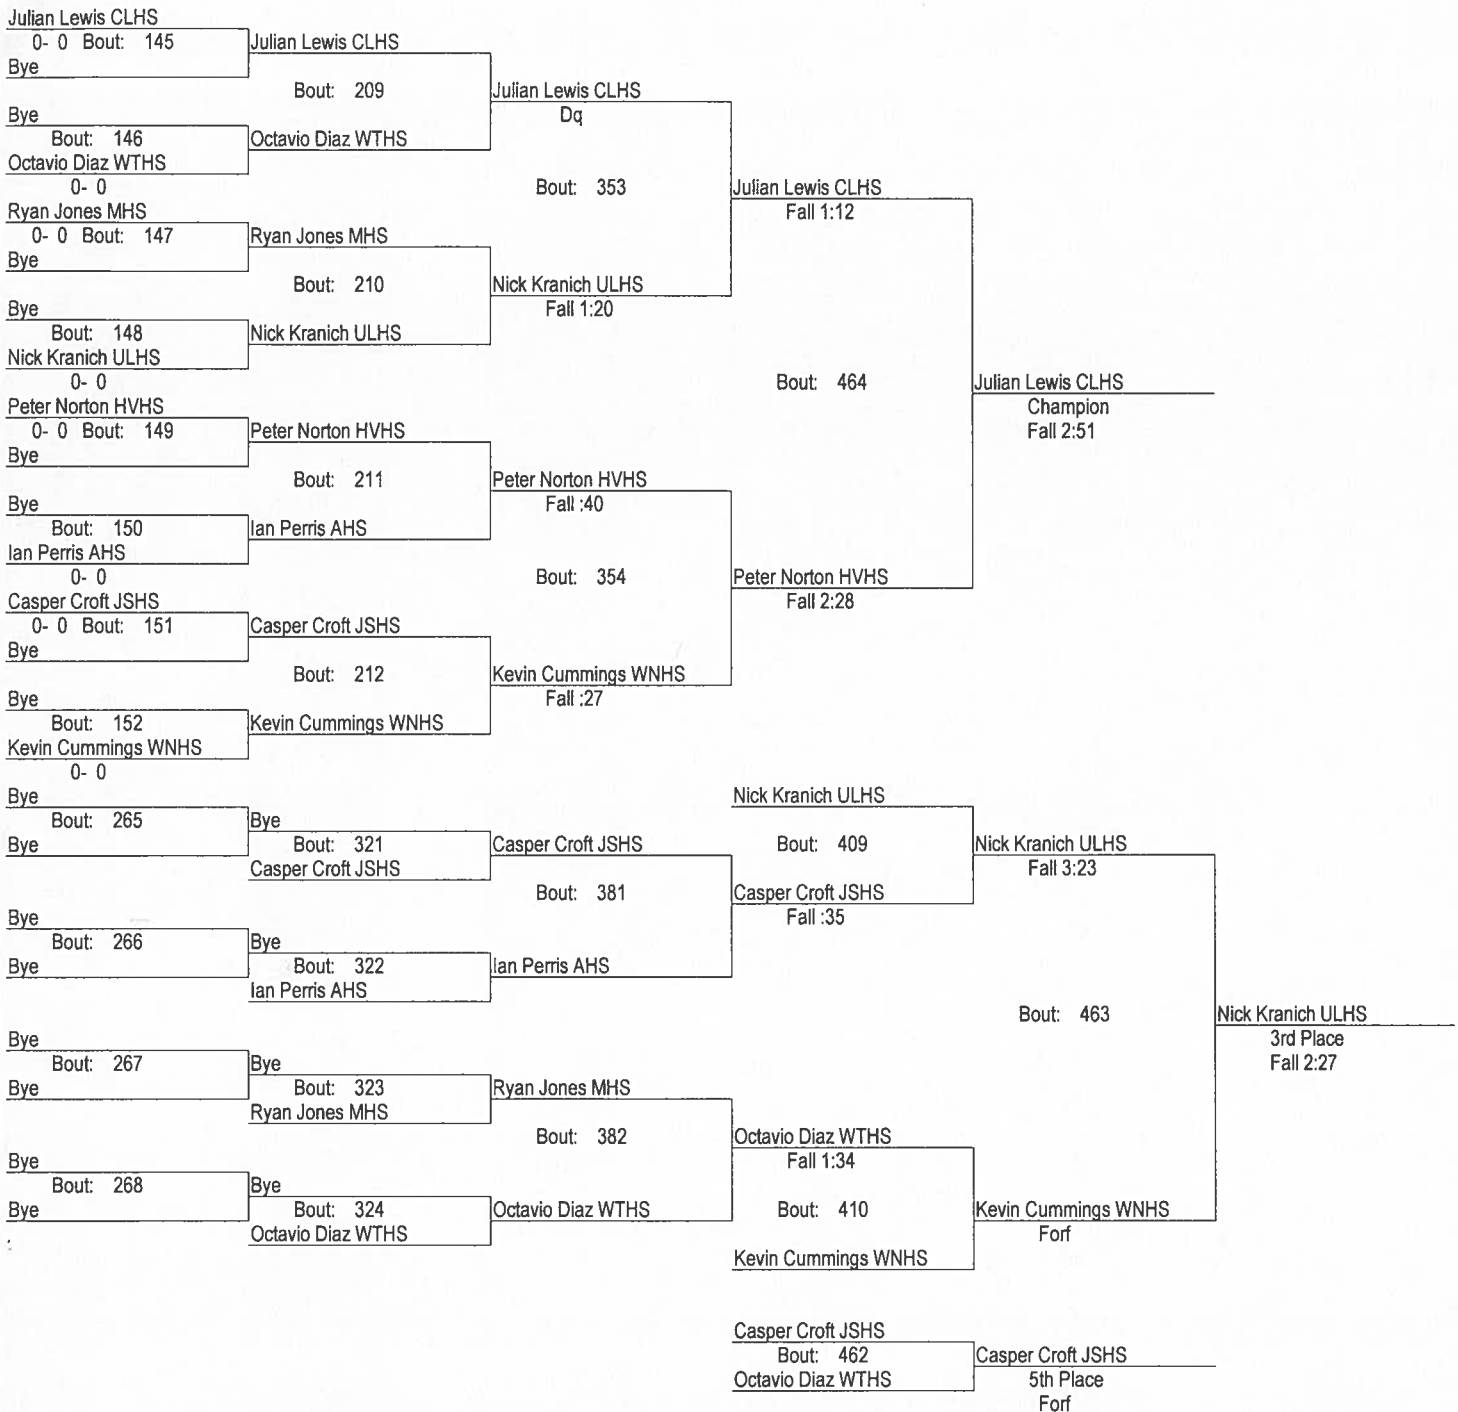 Julian Lewis CLHS
0- 0 Bout: 145
Bye
Julian Lewis CLHS
Bout: 209
Bye
Bout: 146
Octavio Diaz WTHS
0- 0
Octavio Diaz WTHS
Julian Lewis CLHS
Dq
Bout: 353
Ryan Jones MHS
0- 0 Bout: 147
Bye
Ryan Jones MHS
Bout: 210
Bye
Bout: 148
Nick Kranich ULHS
0- 0
Nick Kranich ULHS
Nick Kranich ULHS
Fall 1:20
Julian Lewis CLHS
Fall 1:12
Bout: 464
Julian Lewis CLHS
Champion
Fall 2:51
Peter Norton HVHS
0- 0 Bout: 149
Bye
Peter Norton HVHS
Bout: 211
Bye
Bout: 150
Ian Perris AHS
0- 0
Ian Perris AHS
Peter Norton HVHS
Fall :40
Bout: 354
Peter Norton HVHS
Fall 2:28
Casper Croft JSHS
0- 0 Bout: 151
Bye
Casper Croft JSHS
Bout: 212
Bye
Bout: 152
Kevin Cummings WNHS
0- 0
Kevin Cummings WNHS
Kevin Cummings WNHS
Fall :27
Bye
Bout: 265
Bye
Bye
Bout: 321
Casper Croft JSHS
Casper Croft JSHS
Bout: 381
Bye
Bout: 266
Bye
Bye
Bout: 322
Ian Perris AHS
Ian Perris AHS
Nick Kranich ULHS
Bout: 409
Casper Croft JSHS
Fall :35
Nick Kranich ULHS
Fall 3:23
Bout: 463
Nick Kranich ULHS
3rd Place
Fall 2:27
Bye
Bout: 267
Bye
Bye
Bout: 323
Ryan Jones MHS
Ryan Jones MHS
Bout: 382
Bye
Bout: 268
Bye
Bye
Bout: 324
Octavio Diaz WTHS
Octavio Diaz WTHS
Octavio Diaz WTHS
Fall 1:34
Bout: 410
Kevin Cummings WNHS
Kevin Cummings WNHS
Forf
Casper Croft JSHS
Bout: 462
Octavio Diaz WTHS
Casper Croft JSHS
5th Place
Forf